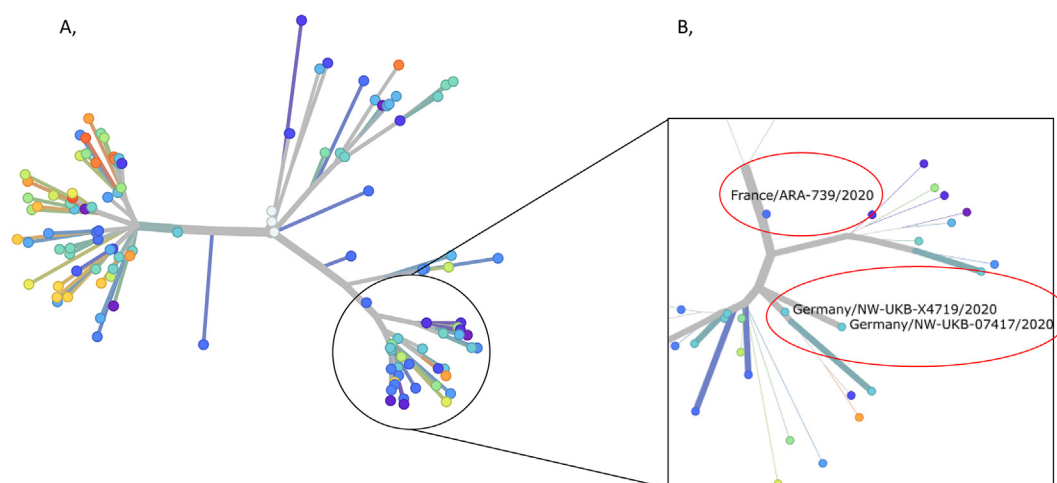 A,
B,
France/ARA-739/2020
Germany/NW-UKB-X4719/2020
Germany/NW-UKB-07417/2020